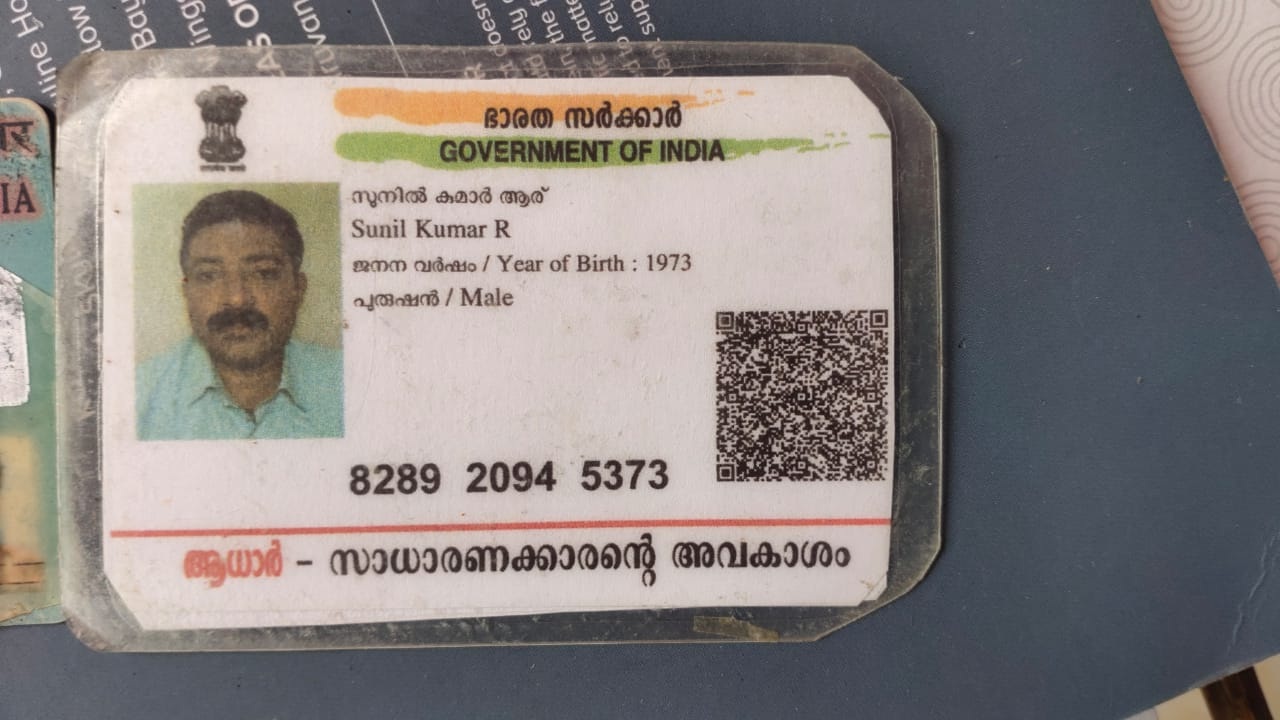 ഭാരത സർക്കാർ
GOVERNMENT OF INDIA
സുനിൽ കുമാർ ആര്
Sunil Kumar R
ജനന വർഷം / Year of Birth : 1973
പുരുഷൻ / Male
8289 2094 5373
ആധാർ – സാധാരണക്കാരന്റെ അവകാശം